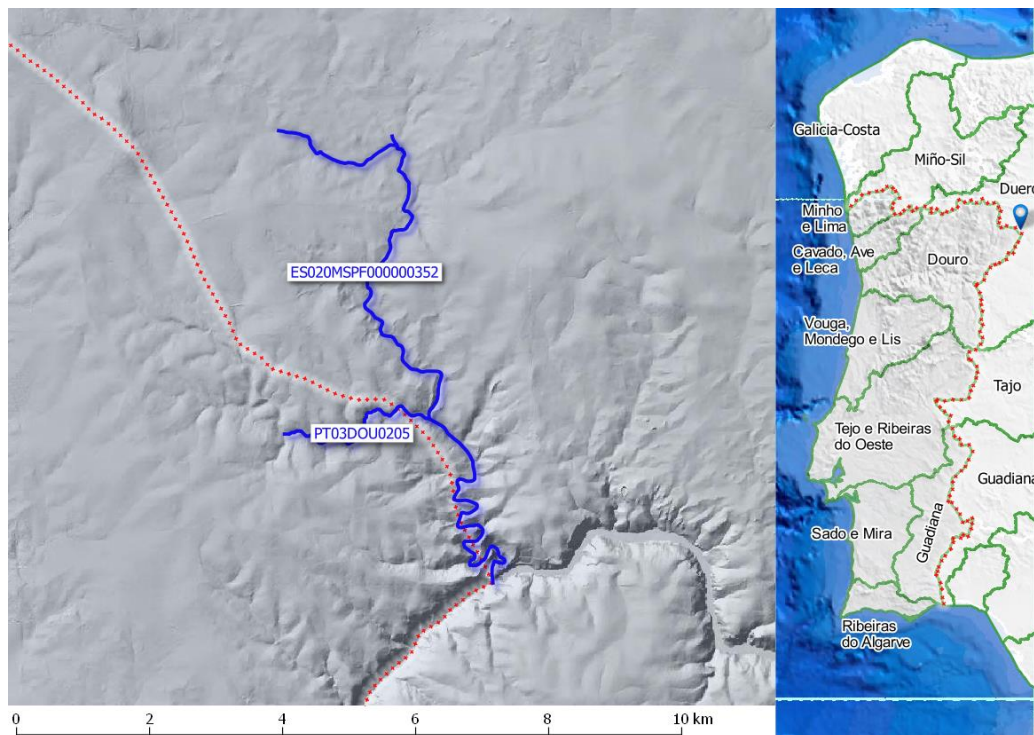 ES020MSPF000000352
PT03DOU0205
0 2 4 6 8 10 km
Galicia-Costa
Miño-Sil
Duero
Minho
e Lima
Cavado, Ave
e Leca
Douro
Vouga,
Mondego e Lis
Tajo
Tejo e Ribeiras
do Oeste
Guadiana
Sado e Mira
Guadiana
Ribeiras
do Algarve